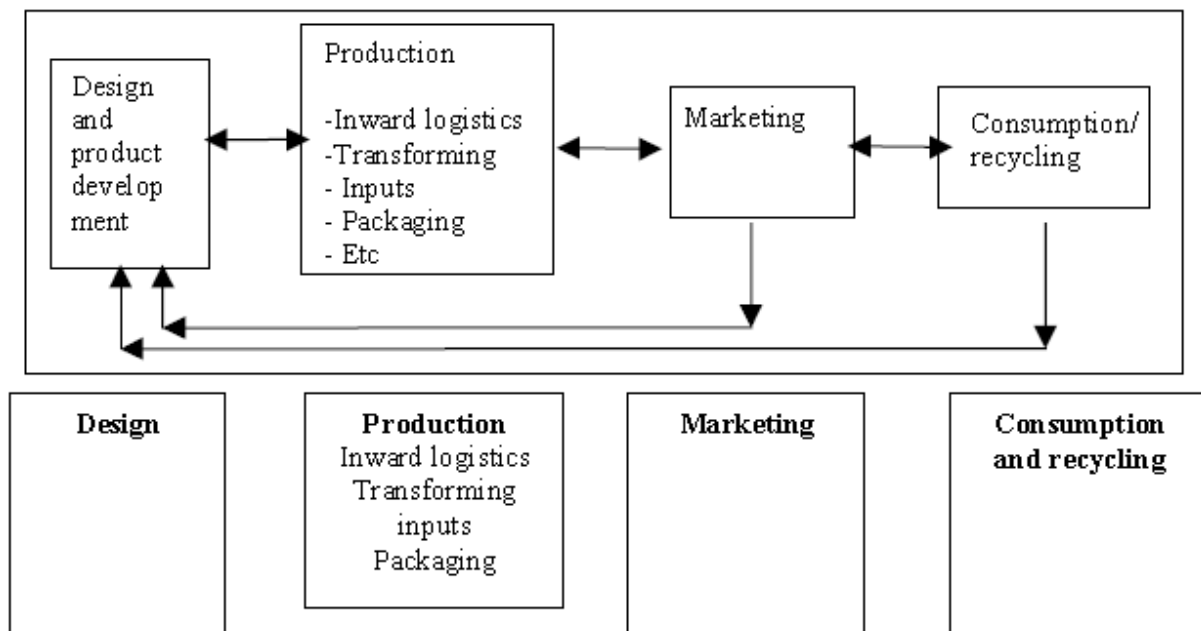 Design
and
product
develop
ment
Production
-Inward logistics
-Transforming
- Inputs
- Packaging
- Etc
Marketing
Consumption/
recycling
Design
Production
Inward logistics
Transforming
inputs
Packaging
Marketing
Consumption
and recycling